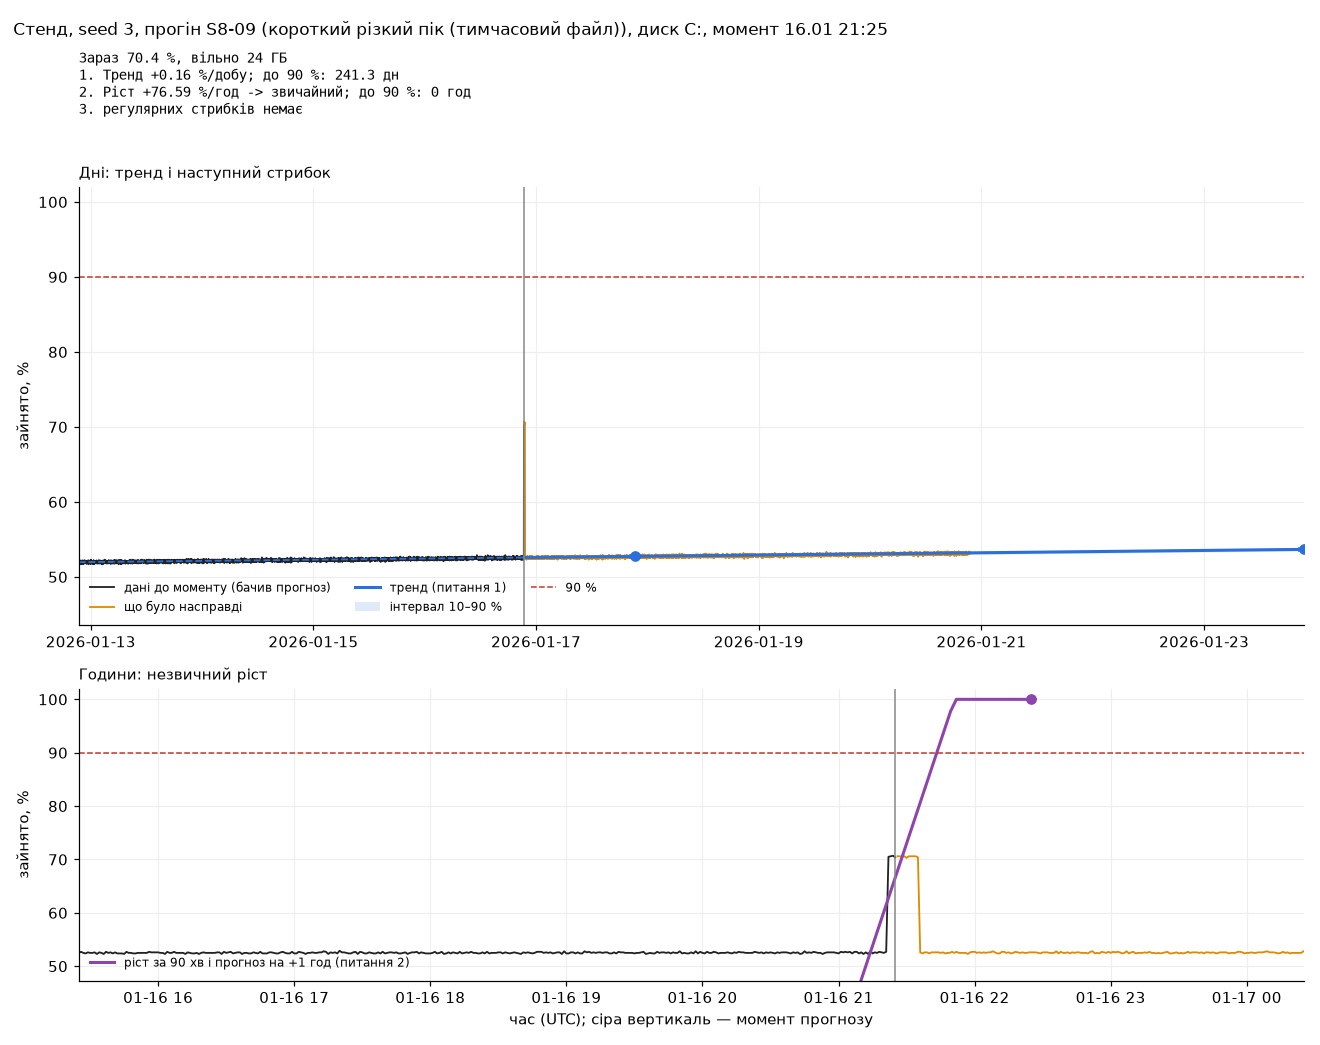 Стенд, seed 3, прогін S8-09 (короткий різкий пік (тимчасовий файл)), диск C:, момент 16.01 21:25
Зараз 70.4 %, вільно 24 ГБ
1. Тренд +0.16 %/добу; до 90 %: 241.3 дн
2. Ріст +76.59 %/год -> звичайний; до 90 %: 0 год
3. регулярних стрибків немає
Дні: тренд і наступний стрибок
100
90
80
70
60
50
зайнято, %
дані до моменту (бачив прогноз)
що було насправді
тренд (питання 1)
інтервал 10–90 %
90 %
2026-01-13 2026-01-15 2026-01-17 2026-01-19 2026-01-21 2026-01-23
Години: незвичний ріст
100
90
80
70
60
50
зайнято, %
ріст за 90 хв і прогноз на +1 год (питання 2)
01-16 16 01-16 17 01-16 18 01-16 19 01-16 20 01-16 21 01-16 22 01-16 23 01-17 00
час (UTC); сіра вертикаль — момент прогнозу